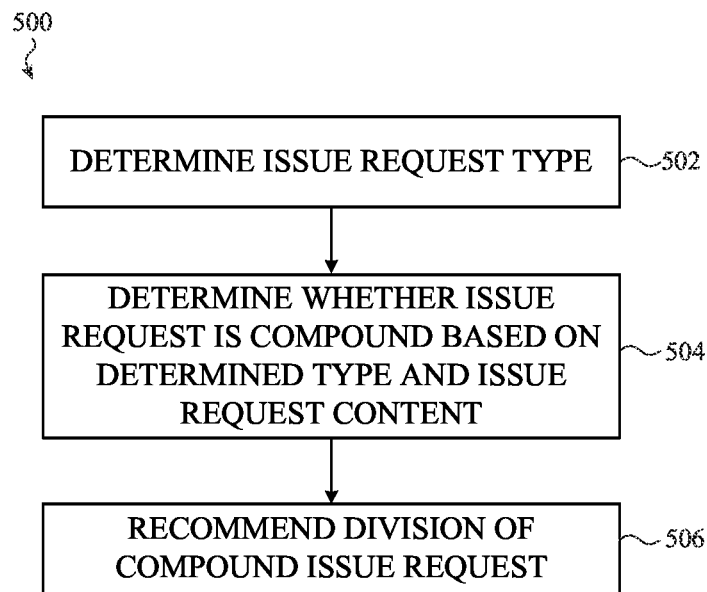 500
DETERMINE ISSUE REQUEST TYPE
502
DETERMINE WHETHER ISSUE
REQUEST IS COMPOUND BASED ON
DETERMINED TYPE AND ISSUE
REQUEST CONTENT
504
RECOMMEND DIVISION OF
COMPOUND ISSUE REQUEST
506